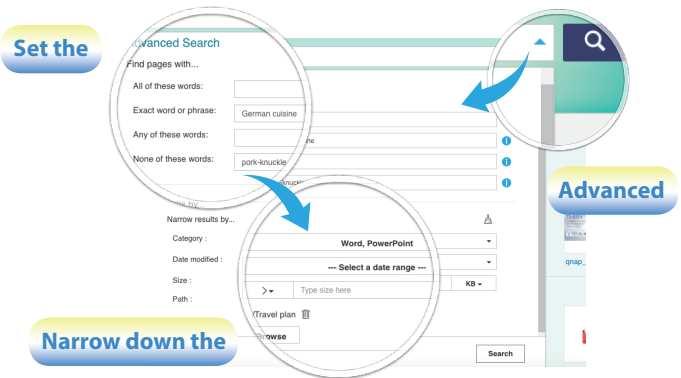 Set the
Advanced Search
Find pages with...
All of these words:
Exact word or phrase: German cuisine
Any of these words:
None of these words: pork-knuckle
Advanced
Narrow results by...
Category : Word, PowerPoint
Date modified : --- Select a date range ---
Size : > Type size here KB
Path : /Travel plan
Browse
qnap_
Narrow down the
Search